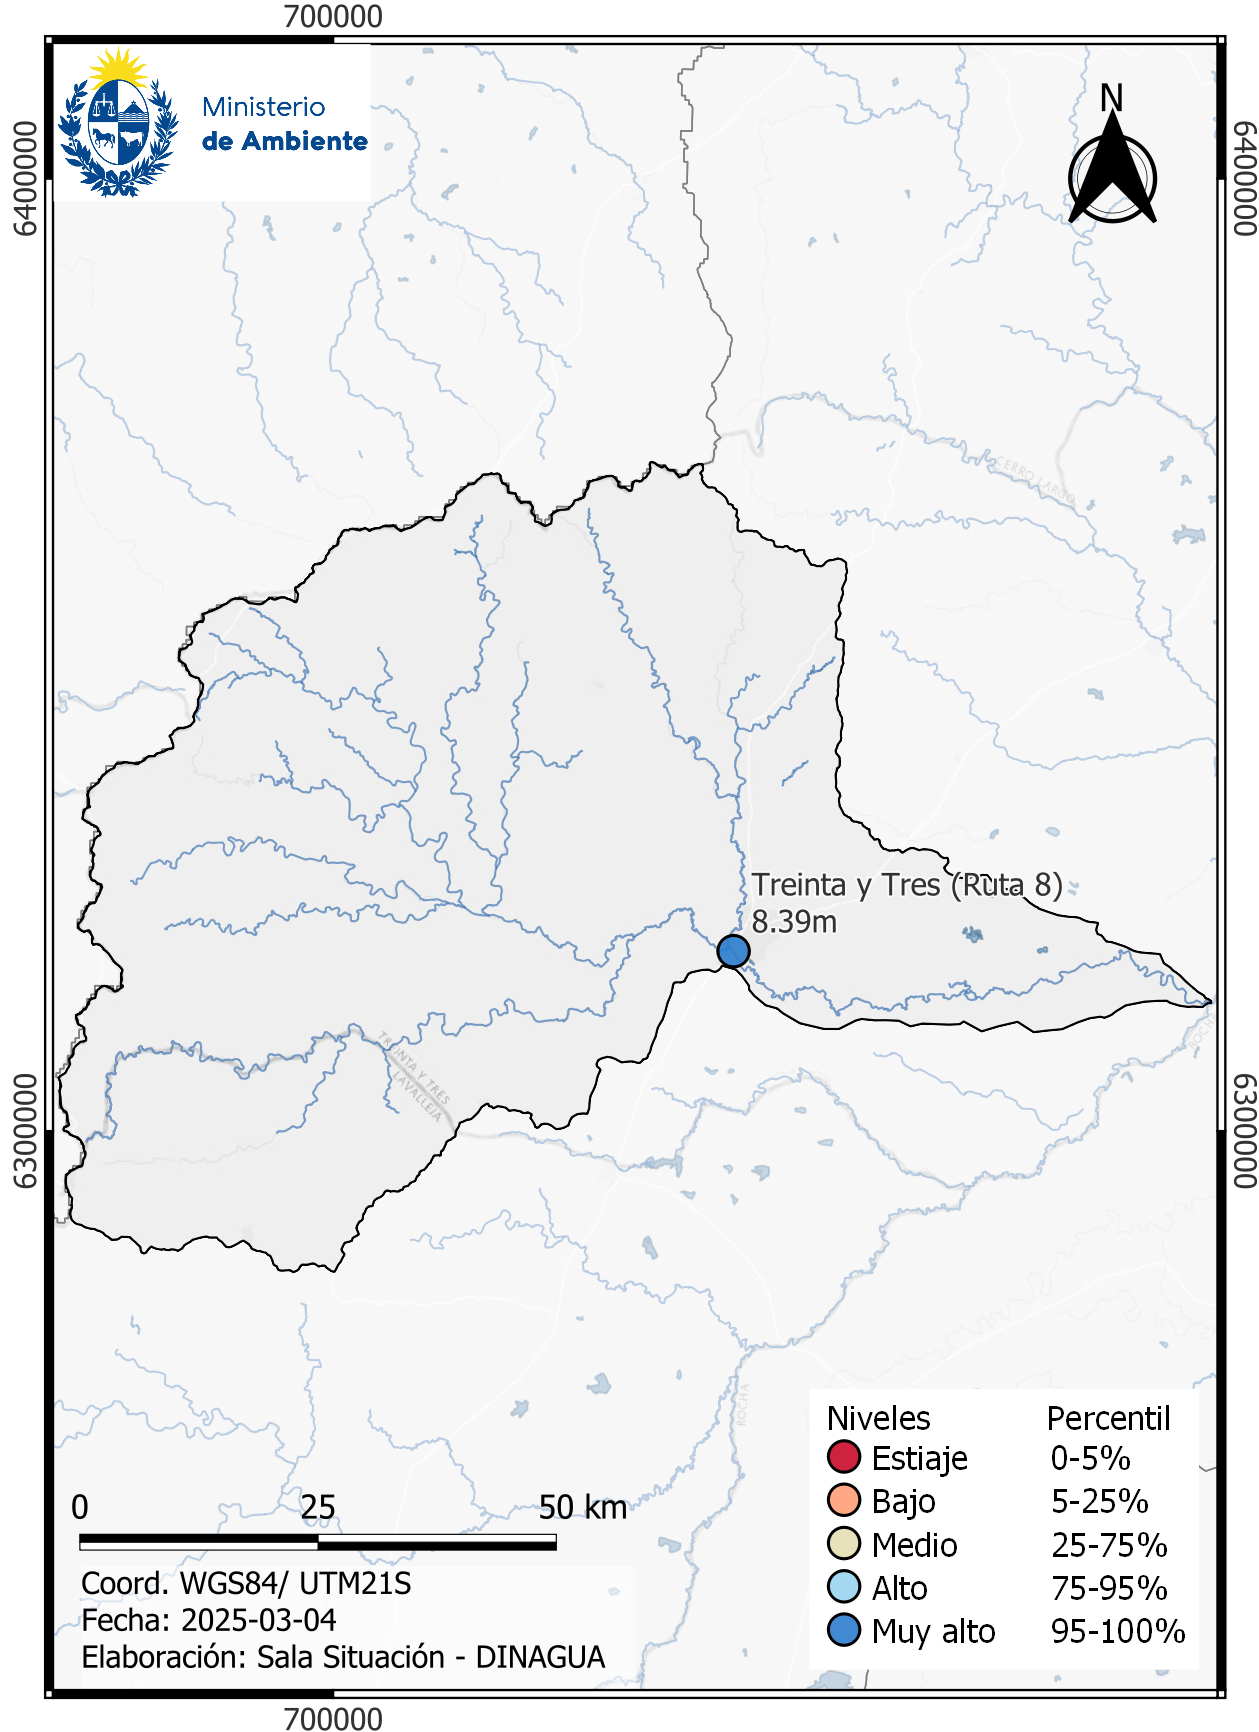 700000
Ministerio
de Ambiente
N
6400000
6400000
CERRO LARGO
Treinta y Tres (Ruta 8)
8.39m
TREINTA Y TRES
LAVALLEJA
ROCHA
6300000
6300000
ROCHA
Niveles Percentil
Estiaje 0-5%
Bajo 5-25%
Medio 25-75%
Alto 75-95%
Muy alto 95-100%
0 25 50 km
Coord. WGS84/ UTM21S
Fecha: 2025-03-04
Elaboración: Sala Situación - DINAGUA
700000